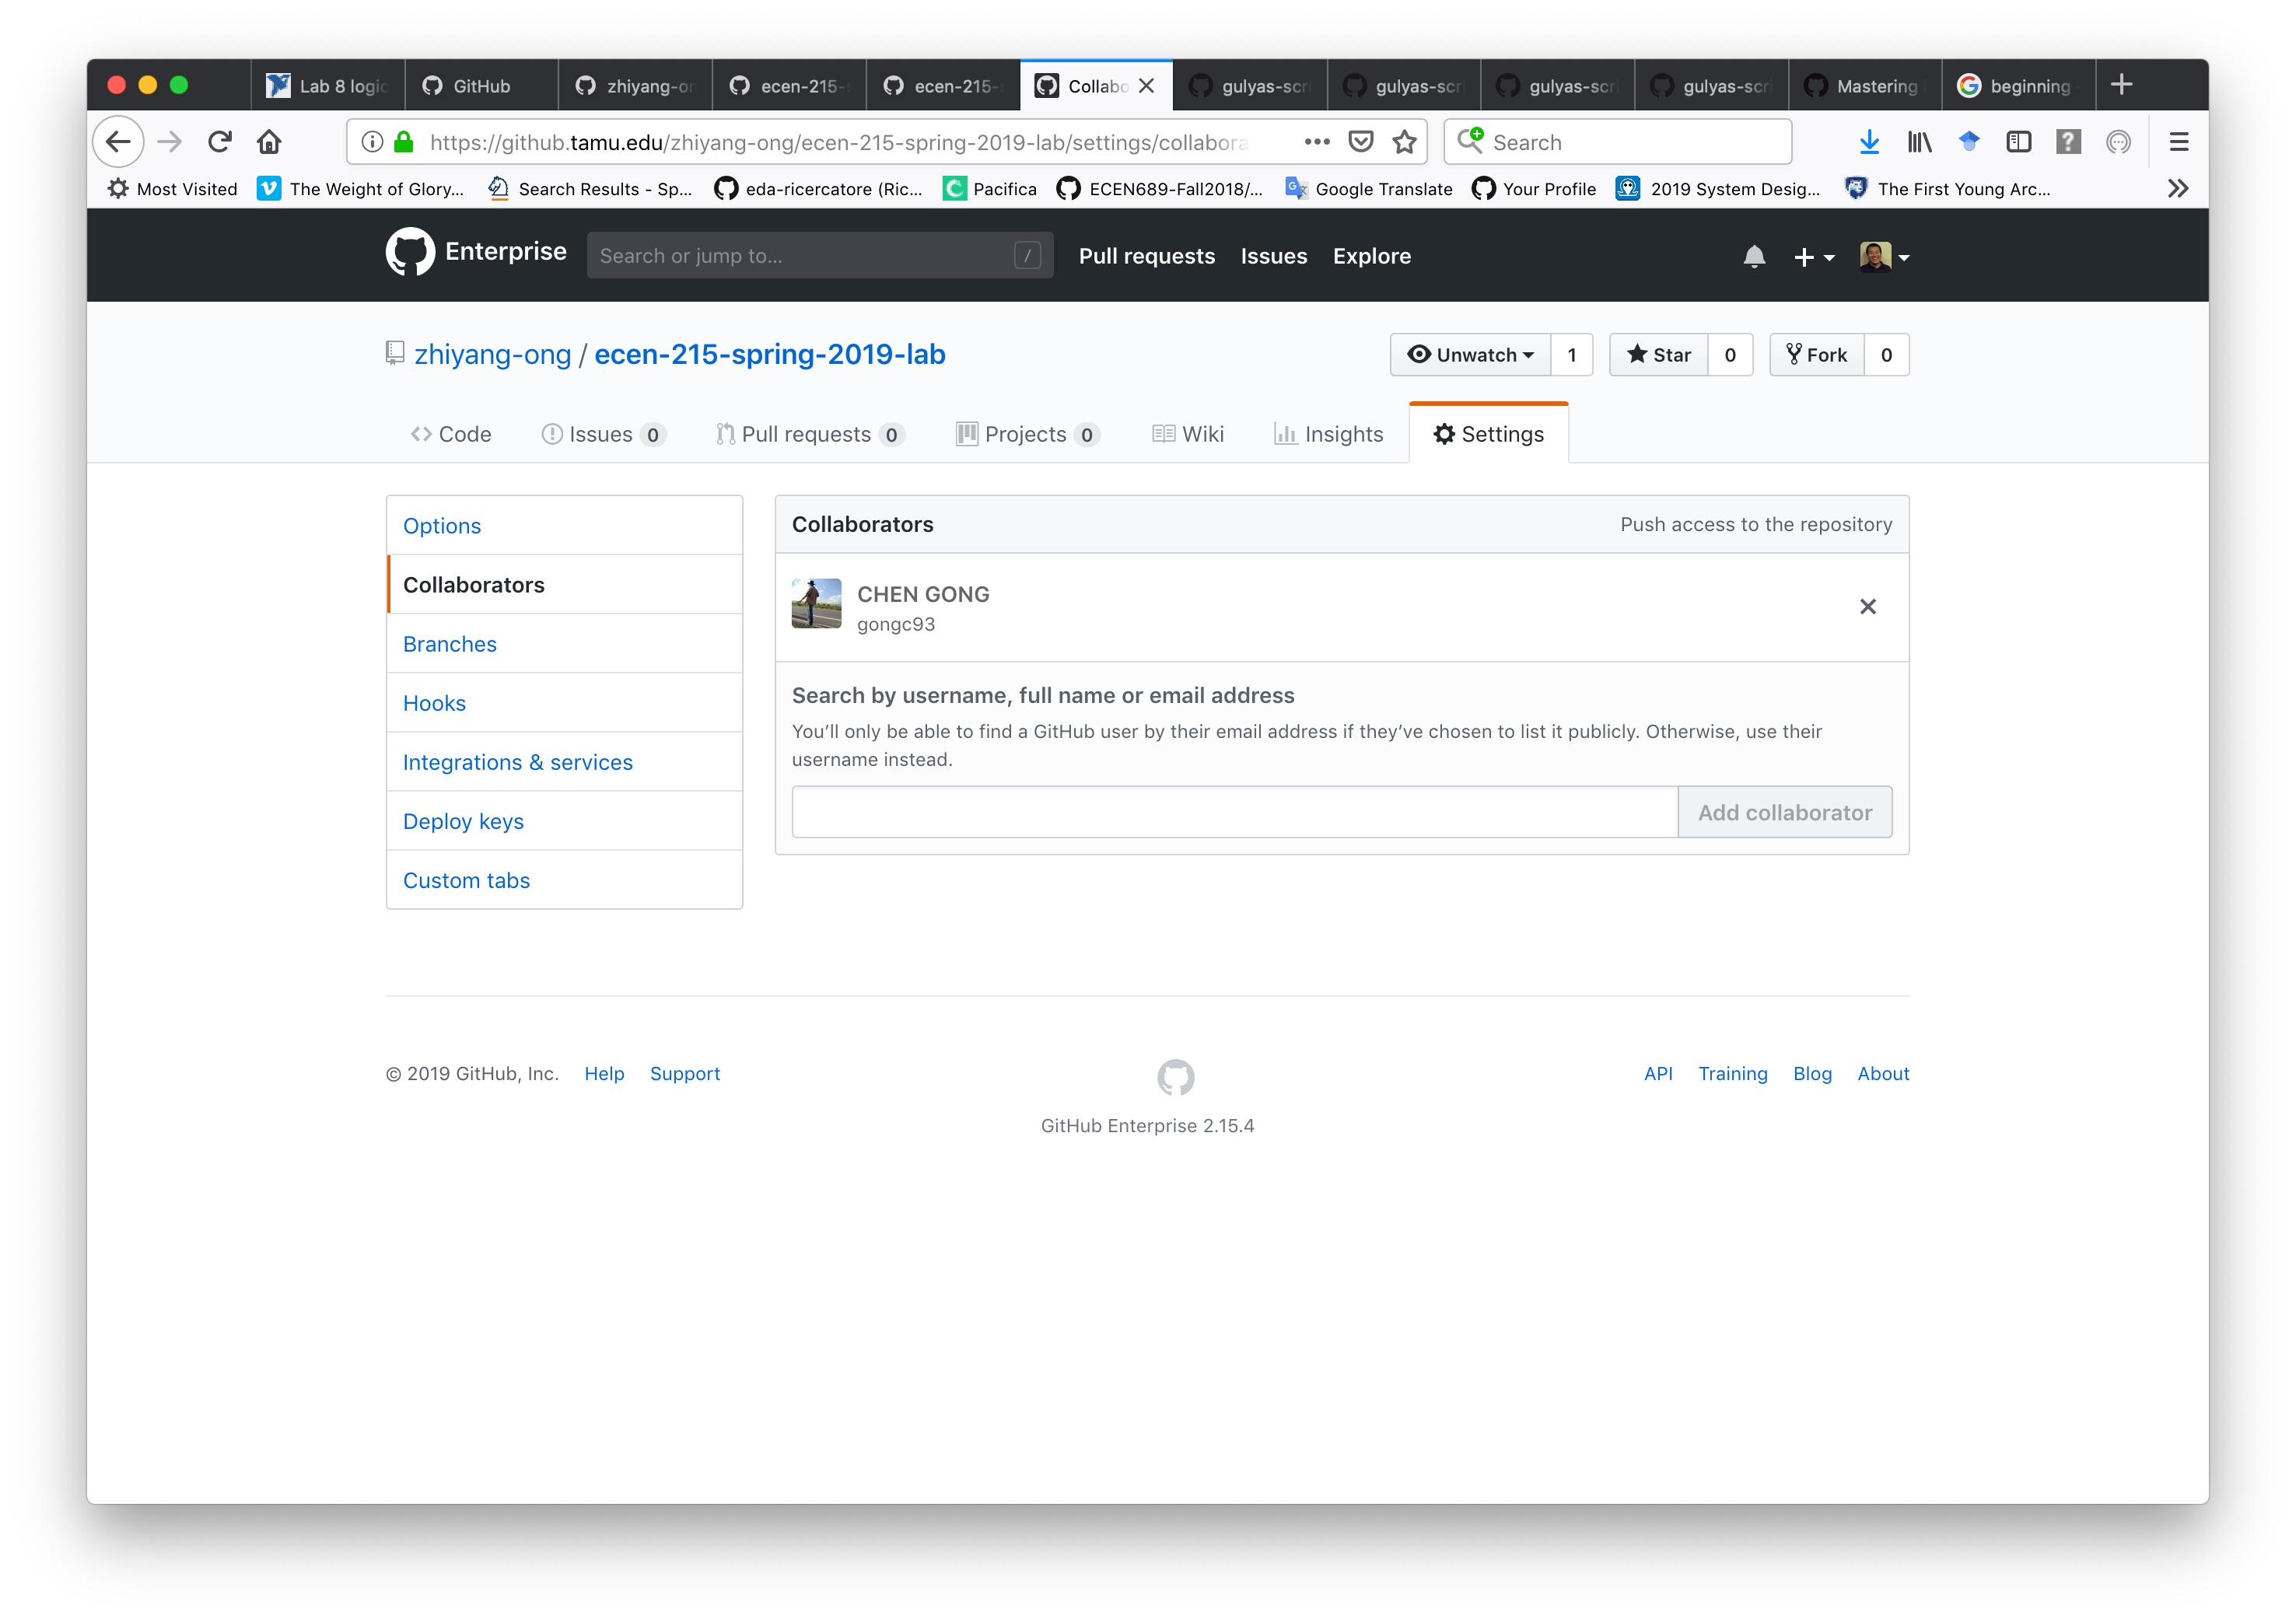 Lab 8 logic GitHub zhiyang-on ecen-215-s ecen-215- Collabo gulyas-scri gulyas-scri gulyas-scri gulyas-scri Mastering beginning
https://github.tamu.edu/zhiyang-ong/ecen-215-spring-2019-lab/settings/collabora Search
Most Visited The Weight of Glory... Search Results - Sp... eda-ricercatore (Ric... Pacifica ECEN689-Fall2018/... Google Translate Your Profile 2019 System Desig... The First Young Arc...
Enterprise Search or jump to... / Pull requests Issues Explore
zhiyang-ong / ecen-215-spring-2019-lab Unwatch 1 Star 0 Fork 0
Code Issues 0 Pull requests 0 Projects 0 Wiki Insights Settings
Options
Collaborators
Branches
Hooks
Integrations & services
Deploy keys
Custom tabs
Collaborators Push access to the repository
CHEN GONG
gongc93
Search by username, full name or email address
You’ll only be able to find a GitHub user by their email address if they’ve chosen to list it publicly. Otherwise, use their
username instead.
Add collaborator
© 2019 GitHub, Inc. Help Support API Training Blog About
GitHub Enterprise 2.15.4